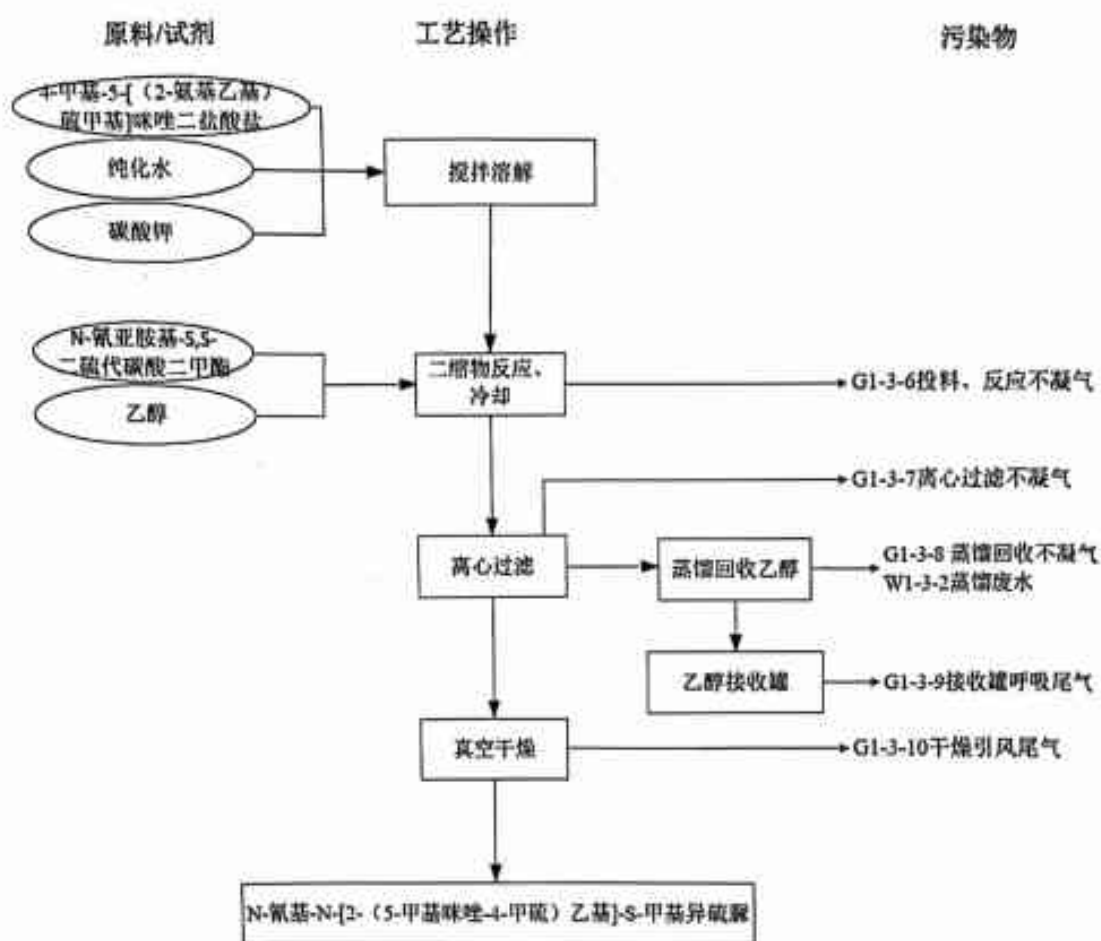 原料/试剂
工艺操作
污染物
4-甲基-5-[（2-氨基乙基）
硫甲基]咪唑二盐酸盐
纯化水
碳酸钾
搅拌溶解
N-氰亚胺基-S,S-
二硫代碳酸二甲酯
乙醇
二缩物反应、
冷却
G1-3-6投料、反应不凝气
G1-3-7离心过滤不凝气
离心过滤
蒸馏回收乙醇
G1-3-8 蒸馏回收不凝气
W1-3-2蒸馏废水
乙醇接收罐
G1-3-9接收罐呼吸尾气
真空干燥
G1-3-10干燥引风尾气
N-氰基-N-[2-（5-甲基咪唑-4-甲硫）乙基]-S-甲基异硫脲